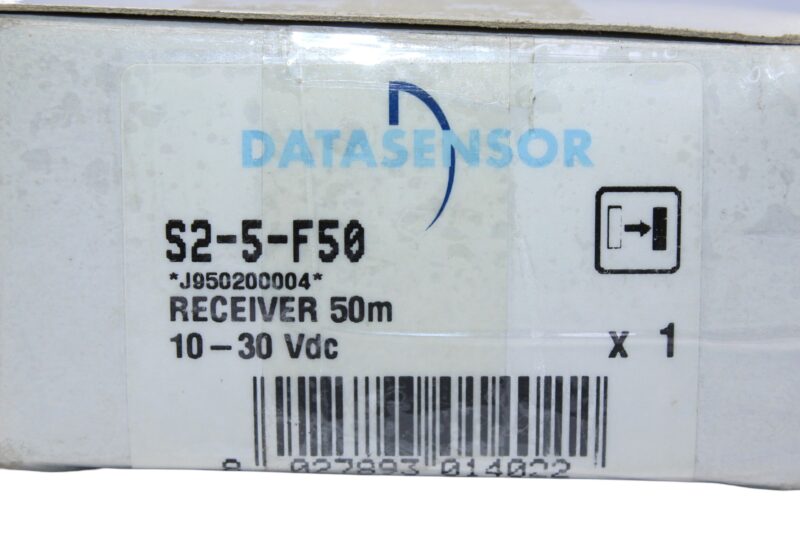 DATASENSOR
S2-5-F50
*J950200004*
RECEIVER 50m
10-30 Vdc
x 1
8 027893 014022